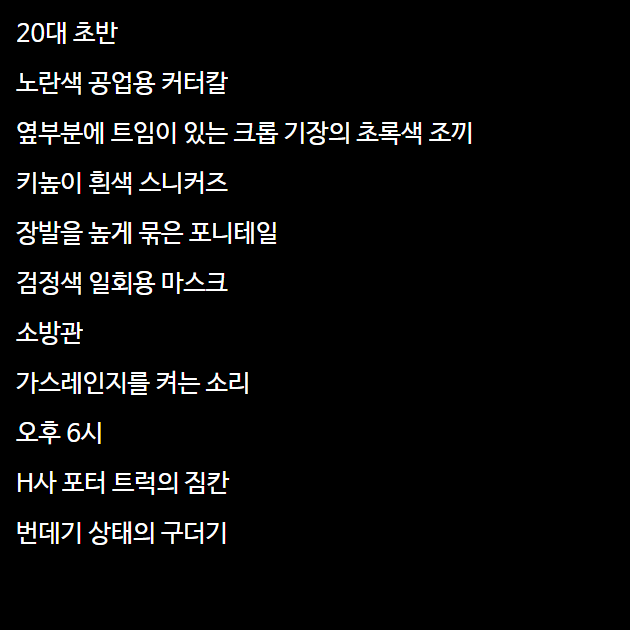 20대 초반
노란색 공업용 커터칼
옆부분에 트임이 있는 크롭 기장의 초록색 조끼
키높이 흰색 스니커즈
장발을 높게 묶은 포니테일
검정색 일회용 마스크
소방관
가스레인지를 켜는 소리
오후 6시
H사 포터 트럭의 짐칸
번데기 상태의 구더기